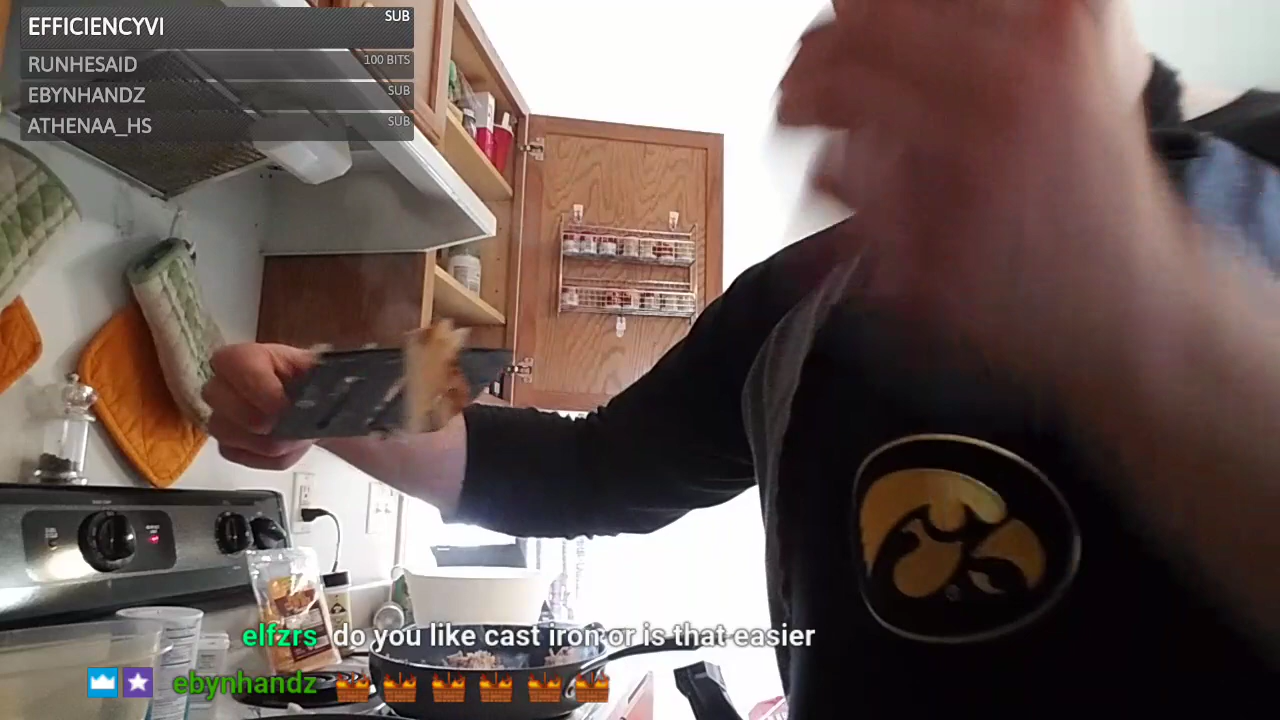 EFFICIENCYVI SUB
RUNHESAID 100 BITS
EBYNHANDZ SUB
ATHENAA_HS SUB
elfzrs do you like cast iron or is that easier
ebynhandz